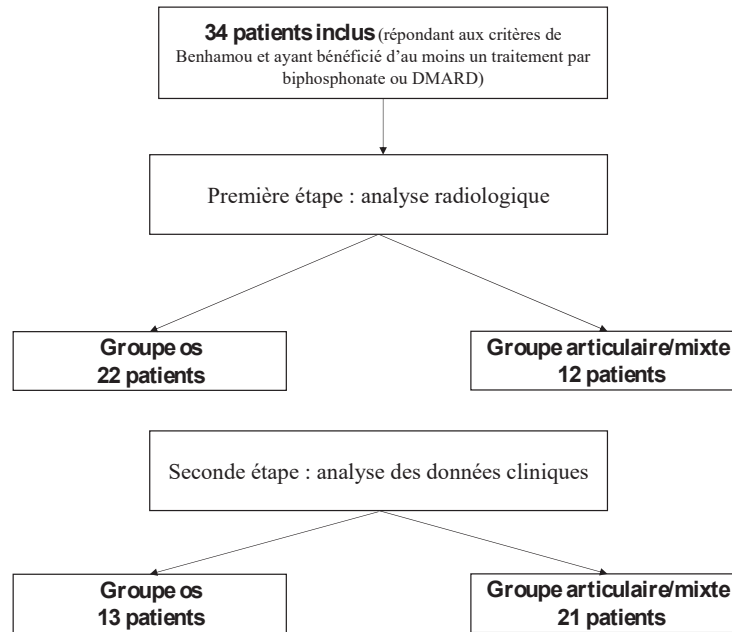 34 patients inclus (répondant aux critères de
Benhamou et ayant bénéficié d'au moins un traitement par
biphosphonate ou DMARD)
Première étape : analyse radiologique
Groupe os
22 patients
Groupe articulaire/mixte
12 patients
Seconde étape : analyse des données cliniques
Groupe os
13 patients
Groupe articulaire/mixte
21 patients